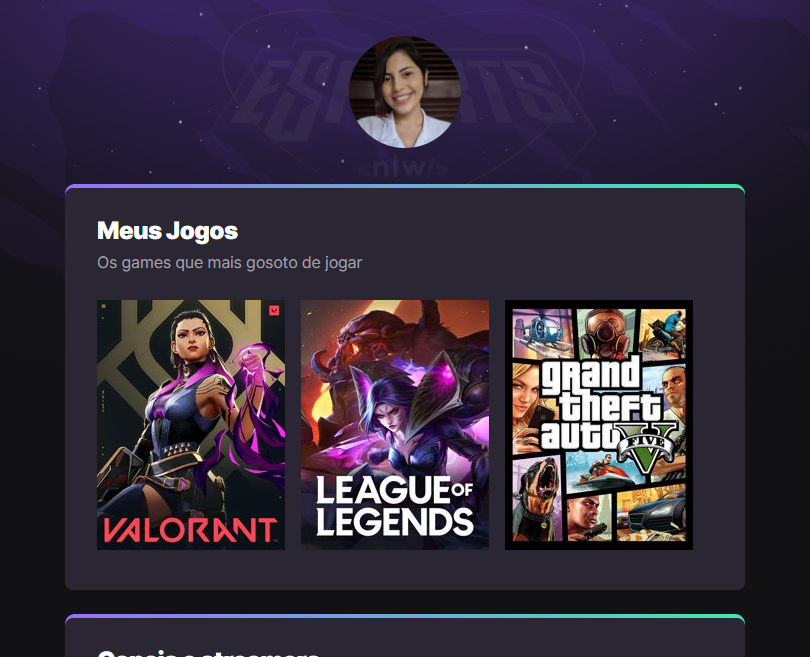 ESPORTS
<nlw/>
Meus Jogos
Os games que mais gosoto de jogar
VALORANT
LEAGUE OF
LEGENDS
grand
theft
auto V
FIVE